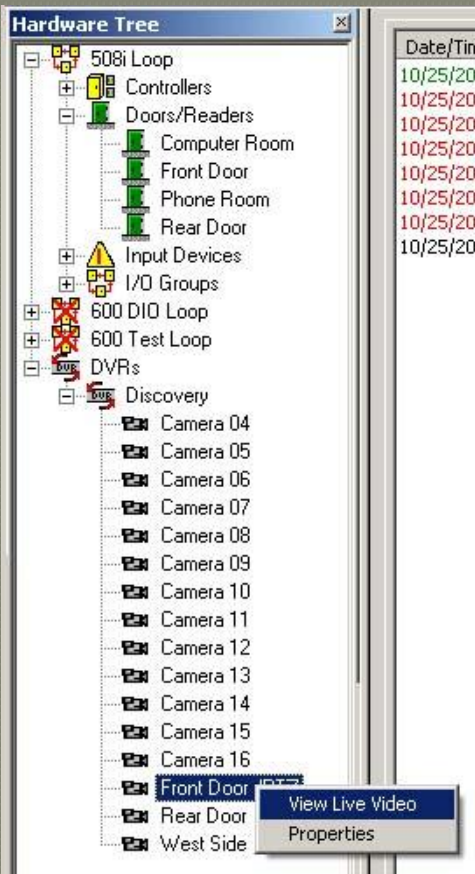 Hardware Tree
508i Loop
Controllers
Doors/Readers
Computer Room
Front Door
Phone Room
Rear Door
Input Devices
I/O Groups
600 DIO Loop
600 Test Loop
DVR DVRs
DVR Discovery
Camera 04
Camera 05
Camera 06
Camera 07
Camera 08
Camera 09
Camera 10
Camera 11
Camera 12
Camera 13
Camera 14
Camera 15
Camera 16
Front Door
Rear Door
West Side
View Live Video
Properties
Date/Tim
10/25/20
10/25/20
10/25/20
10/25/20
10/25/20
10/25/20
10/25/20
10/25/20